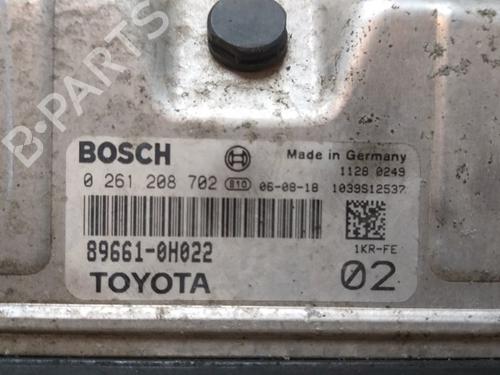 B-PARTS
BOSCH
Made in Germany
1128 0249
0 261 208 702 810 06-08-18 1039S12537
89661-0H022
1KR-FE
TOYOTA
02